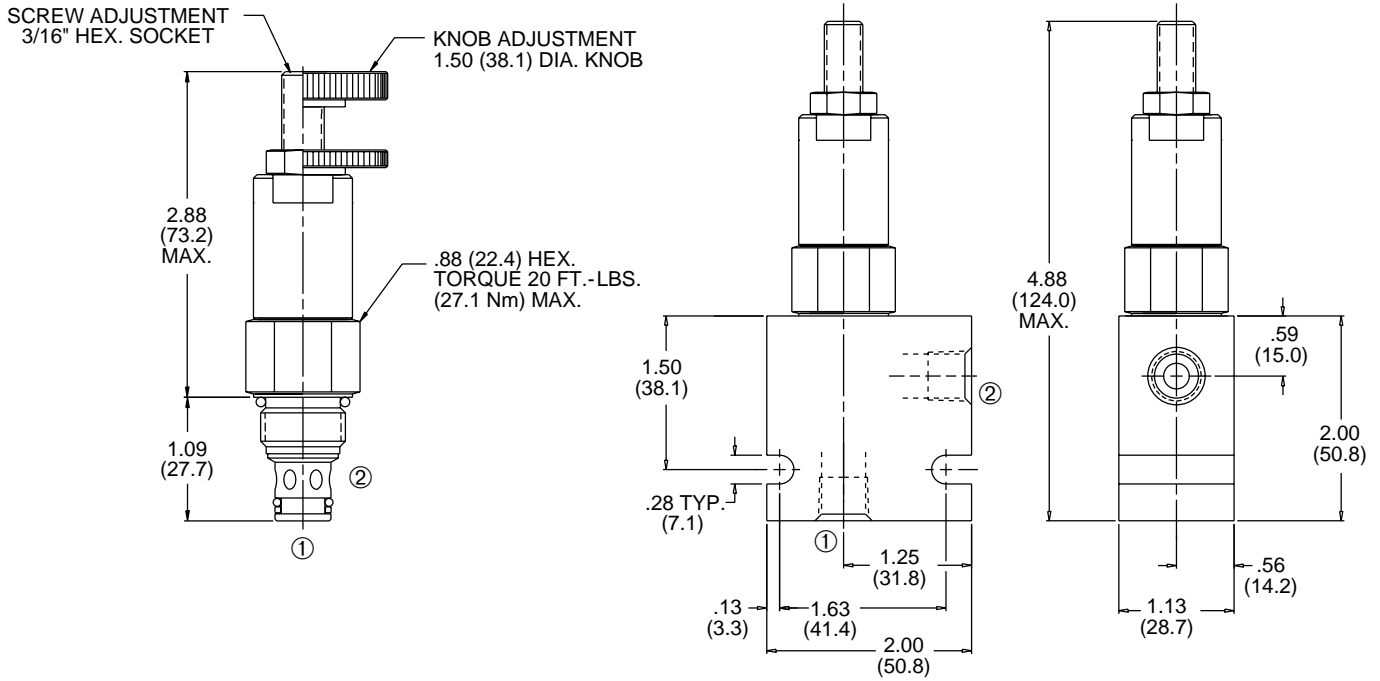 SCREW ADJUSTMENT
3/16" HEX. SOCKET
KNOB ADJUSTMENT
1.50 (38.1) DIA. KNOB
2.88
(73.2)
MAX.
.88 (22.4) HEX.
TORQUE 20 FT.-LBS.
(27.1 Nm) MAX.
1.09
(27.7)
②
①
1.50
(38.1)
②
.28 TYP.
(7.1)
①
1.25
(31.8)
.13
(3.3)
1.63
(41.4)
2.00
(50.8)
4.88
(124.0)
MAX.
.59
(15.0)
2.00
(50.8)
.56
(14.2)
1.13
(28.7)